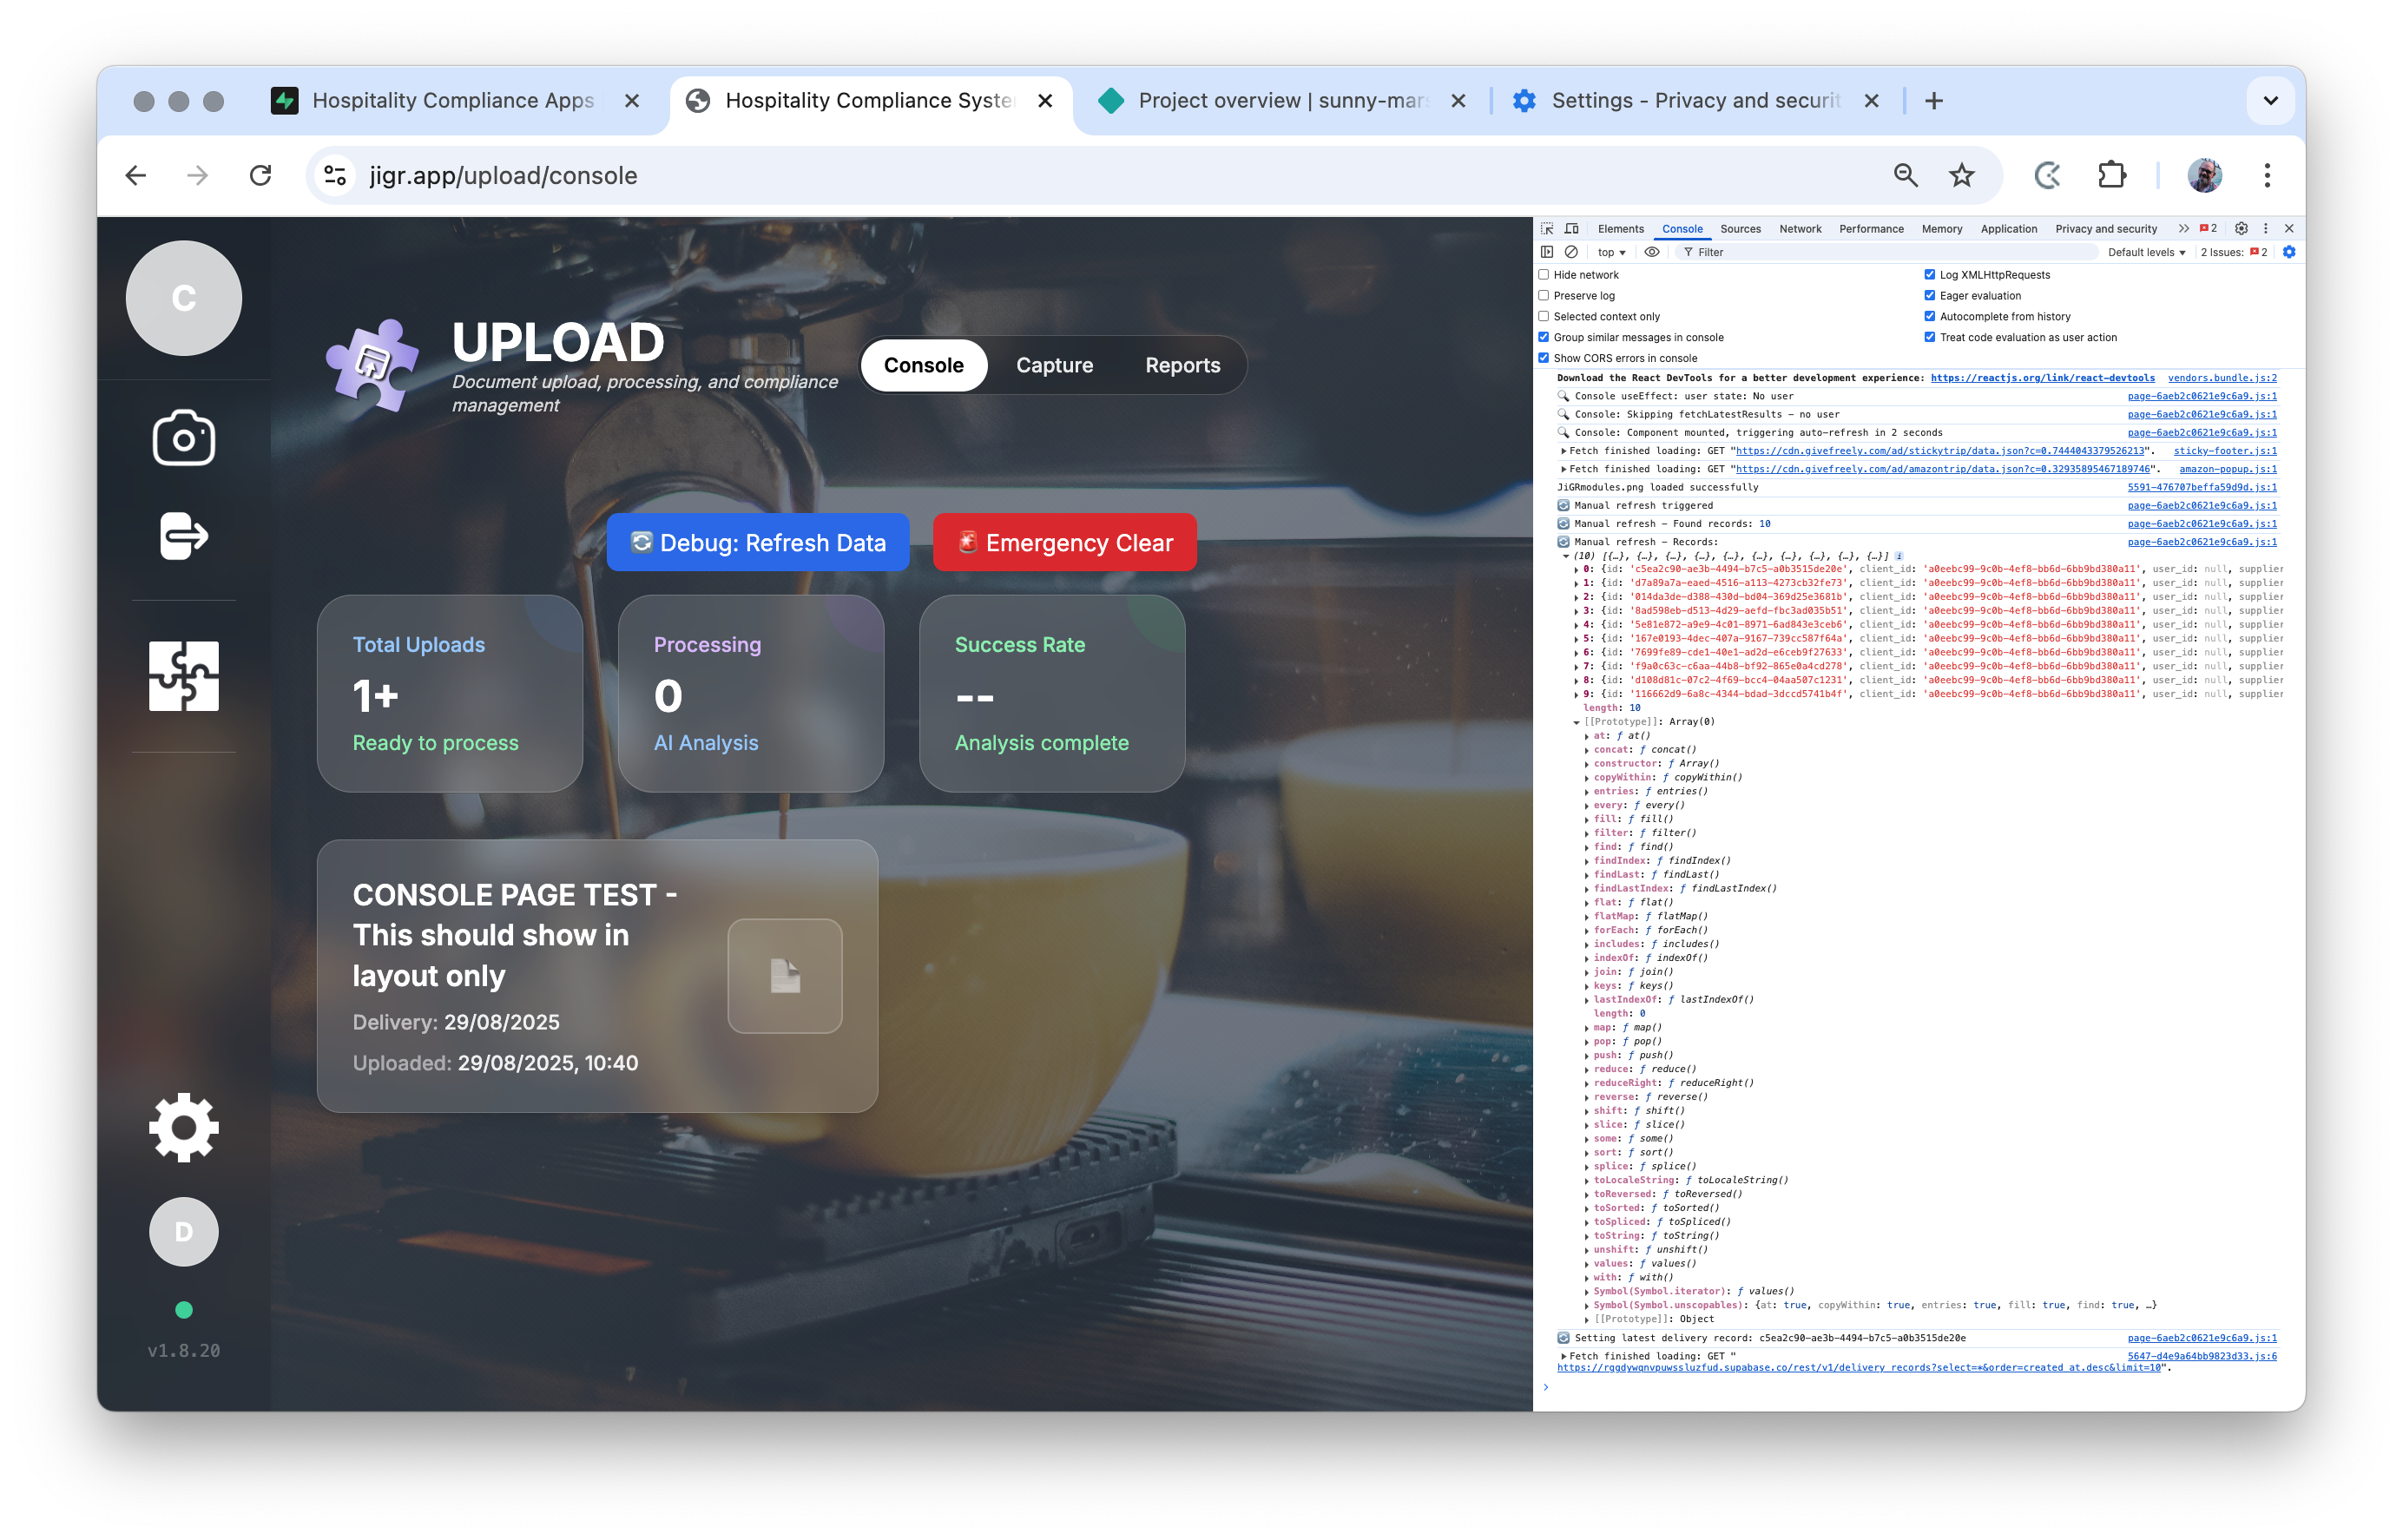 Hospitality Compliance Apps
Hospitality Compliance Syste
Project overview | sunny-mar
Settings - Privacy and securit
jigr.app/upload/console
C
UPLOAD
Document upload, processing, and compliance
management
Console
Capture
Reports
Debug: Refresh Data
Emergency Clear
Total Uploads
1+
Ready to process
Processing
0
AI Analysis
Success Rate
--
Analysis complete
CONSOLE PAGE TEST -
This should show in
layout only
Delivery: 29/08/2025
Uploaded: 29/08/2025, 10:40
D
v1.8.20
Elements Console Sources Network Performance Memory Application Privacy and security 2
top Filter Default levels 2 Issues: 2
Hide network Log XMLHttpRequests
Preserve log Eager evaluation
Selected context only Autocomplete from history
Group similar messages in console Treat code evaluation as user action
Show CORS errors in console
Download the React DevTools for a better development experience: https://reactjs.org/link/react-devtools vendors.bundle.js:2
Console useEffect: user state: No user page-6aeb2c0621e9c6a9.js:1
Console: Skipping fetchLatestResults – no user page-6aeb2c0621e9c6a9.js:1
Console: Component mounted, triggering auto-refresh in 2 seconds page-6aeb2c0621e9c6a9.js:1
Fetch finished loading: GET "https://cdn.givefreely.com/ad/stickytrip/data.json?c=0.7444043379526213". sticky-footer.js:1
Fetch finished loading: GET "https://cdn.givefreely.com/ad/amazontrip/data.json?c=0.32935895467189746". amazon-popup.js:1
JiGRmodules.png loaded successfully 5591-476707beffa59d9d.js:1
Manual refresh triggered page-6aeb2c0621e9c6a9.js:1
Manual refresh – Found records: 10 page-6aeb2c0621e9c6a9.js:1
Manual refresh – Records: page-6aeb2c0621e9c6a9.js:1
(10) [{…}, {…}, {…}, {…}, {…}, {…}, {…}, {…}, {…}, {…}] i
0: {id: 'c5ea2c90-ae3b-4494-b7c5-a0b3515de20e', client_id: 'a0eebc99-9c0b-4ef8-bb6d-6bb9bd380a11', user_id: null, supplier
1: {id: 'd7a89a7a-eaed-4516-a113-4273cb32fe73', client_id: 'a0eebc99-9c0b-4ef8-bb6d-6bb9bd380a11', user_id: null, supplier
2: {id: '014da3de-d388-430d-bd04-369d25e3681b', client_id: 'a0eebc99-9c0b-4ef8-bb6d-6bb9bd380a11', user_id: null, supplier
3: {id: '8ad598eb-d513-4d29-aefd-fbc3ad035b51', client_id: 'a0eebc99-9c0b-4ef8-bb6d-6bb9bd380a11', user_id: null, supplier
4: {id: '5e81e872-a9e9-4c01-8971-6ad843e3ceb6', client_id: 'a0eebc99-9c0b-4ef8-bb6d-6bb9bd380a11', user_id: null, supplier
5: {id: '167e0193-4dec-407a-9167-739cc587f64a', client_id: 'a0eebc99-9c0b-4ef8-bb6d-6bb9bd380a11', user_id: null, supplier
6: {id: '7699fe89-cde1-40e1-ad2d-e6ceb9f27633', client_id: 'a0eebc99-9c0b-4ef8-bb6d-6bb9bd380a11', user_id: null, supplier
7: {id: 'f9a0c63c-c6aa-44b8-bf92-865e0a4cd278', client_id: 'a0eebc99-9c0b-4ef8-bb6d-6bb9bd380a11', user_id: null, supplier
8: {id: 'd108d81c-07c2-4f69-bcc4-04aa507c1231', client_id: 'a0eebc99-9c0b-4ef8-bb6d-6bb9bd380a11', user_id: null, supplier
9: {id: '116662d9-6a8c-4344-bdad-3dccd5741b4f', client_id: 'a0eebc99-9c0b-4ef8-bb6d-6bb9bd380a11', user_id: null, supplier
length: 10
[[Prototype]]: Array(0)
at: ƒ at()
concat: ƒ concat()
constructor: ƒ Array()
copyWithin: ƒ copyWithin()
entries: ƒ entries()
every: ƒ every()
fill: ƒ fill()
filter: ƒ filter()
find: ƒ find()
findIndex: ƒ findIndex()
findLast: ƒ findLast()
findLastIndex: ƒ findLastIndex()
flat: ƒ flat()
flatMap: ƒ flatMap()
forEach: ƒ forEach()
includes: ƒ includes()
indexOf: ƒ indexOf()
join: ƒ join()
keys: ƒ keys()
lastIndexOf: ƒ lastIndexOf()
length: 0
map: ƒ map()
pop: ƒ pop()
push: ƒ push()
reduce: ƒ reduce()
reduceRight: ƒ reduceRight()
reverse: ƒ reverse()
shift: ƒ shift()
slice: ƒ slice()
some: ƒ some()
sort: ƒ sort()
splice: ƒ splice()
toLocaleString: ƒ toLocaleString()
toReversed: ƒ toReversed()
toSorted: ƒ toSorted()
toSpliced: ƒ toSpliced()
toString: ƒ toString()
unshift: ƒ unshift()
values: ƒ values()
with: ƒ with()
Symbol(Symbol.iterator): ƒ values()
Symbol(Symbol.unscopables): {at: true, copyWithin: true, entries: true, fill: true, find: true, …}
[[Prototype]]: Object
Setting latest delivery record: c5ea2c90-ae3b-4494-b7c5-a0b3515de20e page-6aeb2c0621e9c6a9.js:1
Fetch finished loading: GET " 5647-d4e9a64bb9823d33.js:6
https://rggdywqnvpuwssluzfud.supabase.co/rest/v1/delivery_records?select=*&order=created_at.desc&limit=10".